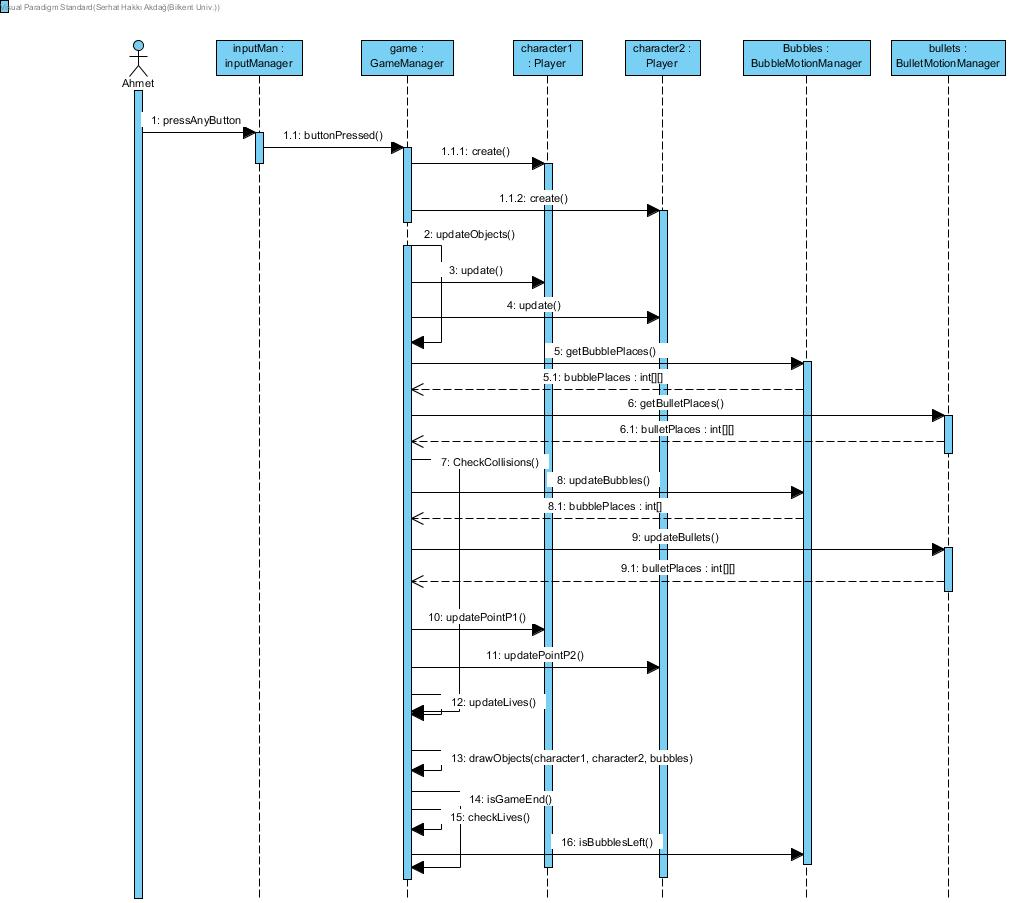 Visual Paradigm Standard(Serhat Hakkı Akdağ(Bilkent Univ.))
inputMan :
inputManager
game :
GameManager
character1
: Player
character2 :
Player
Bubbles :
BubbleMotionManager
bullets :
BulletMotionManager
Ahmet
1: pressAnyButton
1.1: buttonPressed()
1.1.1: create()
1.1.2: create()
2: updateObjects()
3: update()
4: update()
5: getBubblePlaces()
5.1: bubblePlaces : int[][]
6: getBulletPlaces()
6.1: bulletPlaces : int[][]
7: CheckCollisions()
8: updateBubbles()
8.1: bubblePlaces : int[]
9: updateBullets()
9.1: bulletPlaces : int[][]
10: updatePointP1()
11: updatePointP2()
12: updateLives()
13: drawObjects(character1, character2, bubbles)
14: isGameEnd()
15: checkLives()
16: isBubblesLeft()